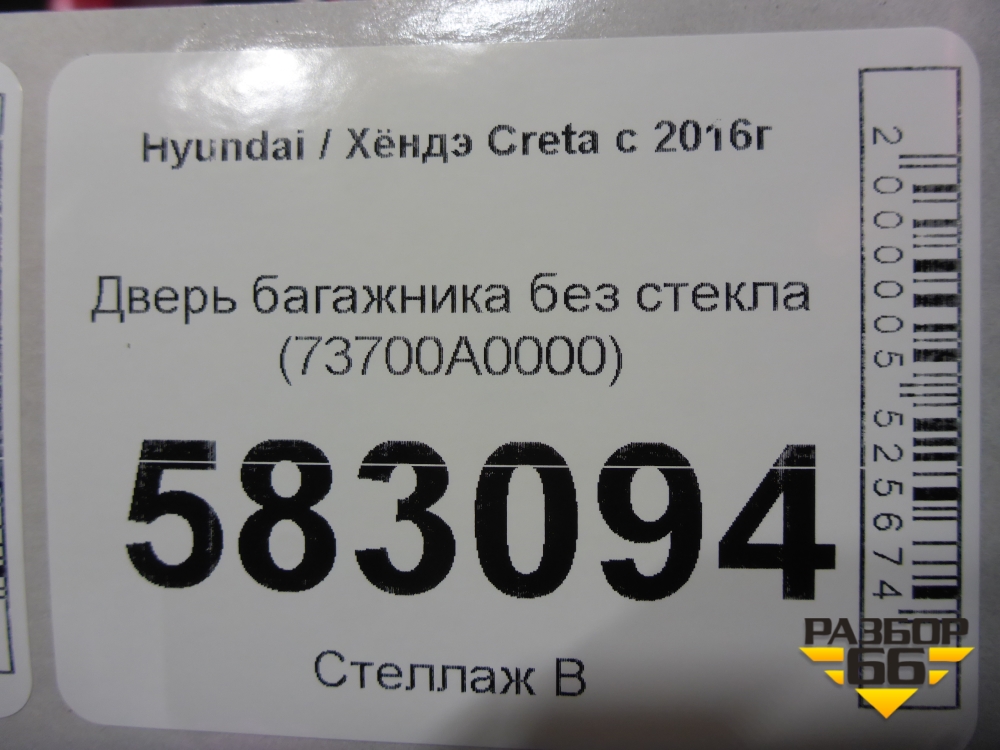 Hyundai / Хёндэ Creta с 2016г
Дверь багажника без стекла
(73700A0000)
583094
Стеллаж В
2000005525674
РАЗБОР
66